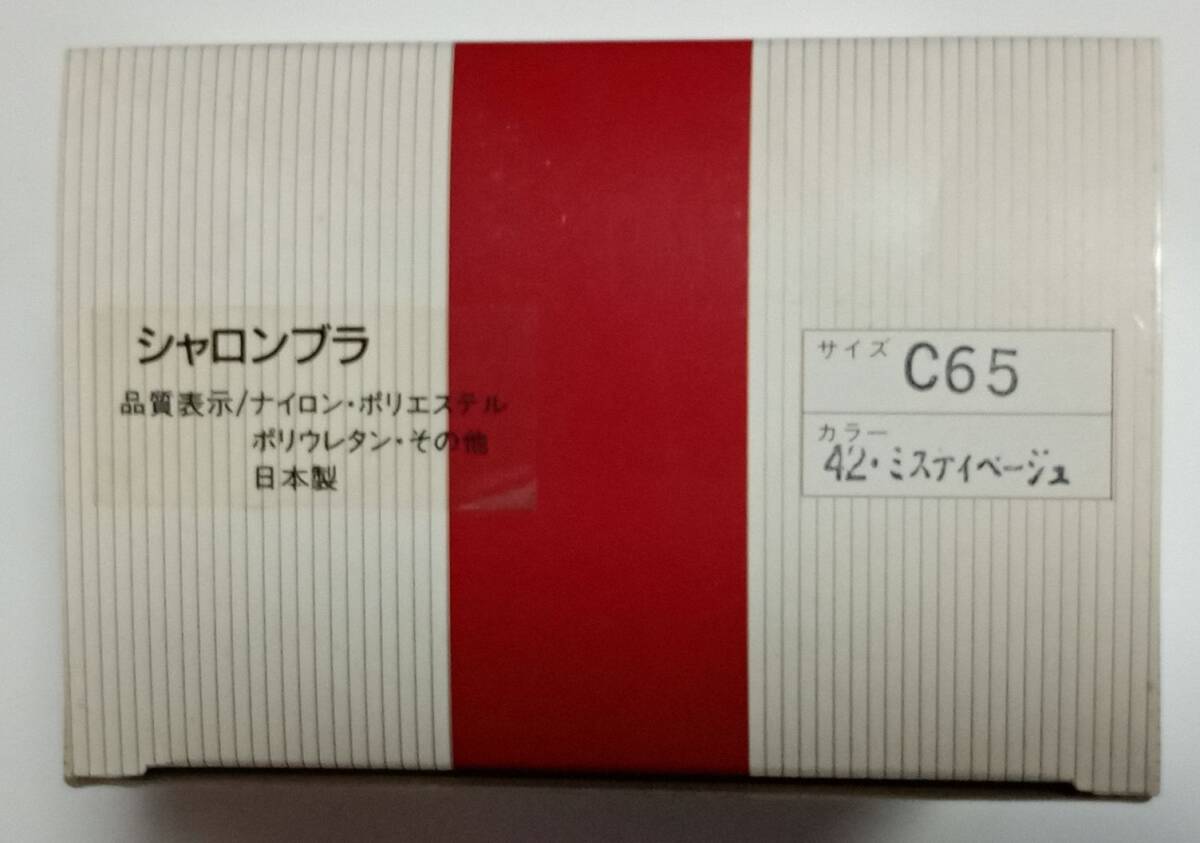 シャロンブラ
品質表示/ナイロン・ポリエステル
ポリウレタン・その他
日本製
サイズ C65
カラー
42・ミスティベージュ